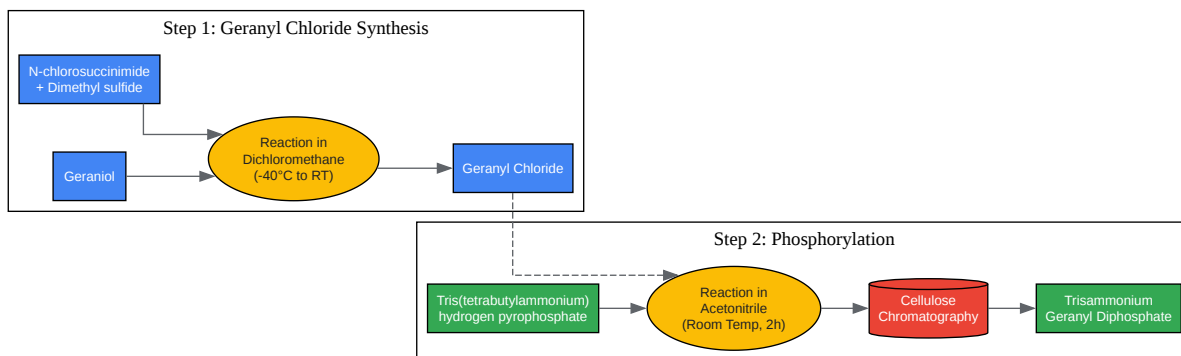 Step 1: Geranyl Chloride Synthesis
N-chlorosuccinimide
+ Dimethyl sulfide
Reaction in
Dichloromethane
(-40°C to RT)
Geraniol
Geranyl Chloride
Step 2: Phosphorylation
Tris(tetrabutylammonium)
hydrogen pyrophosphate
Reaction in
Acetonitrile
(Room Temp, 2h)
Cellulose
Chromatography
Trisammonium
Geranyl Diphosphate